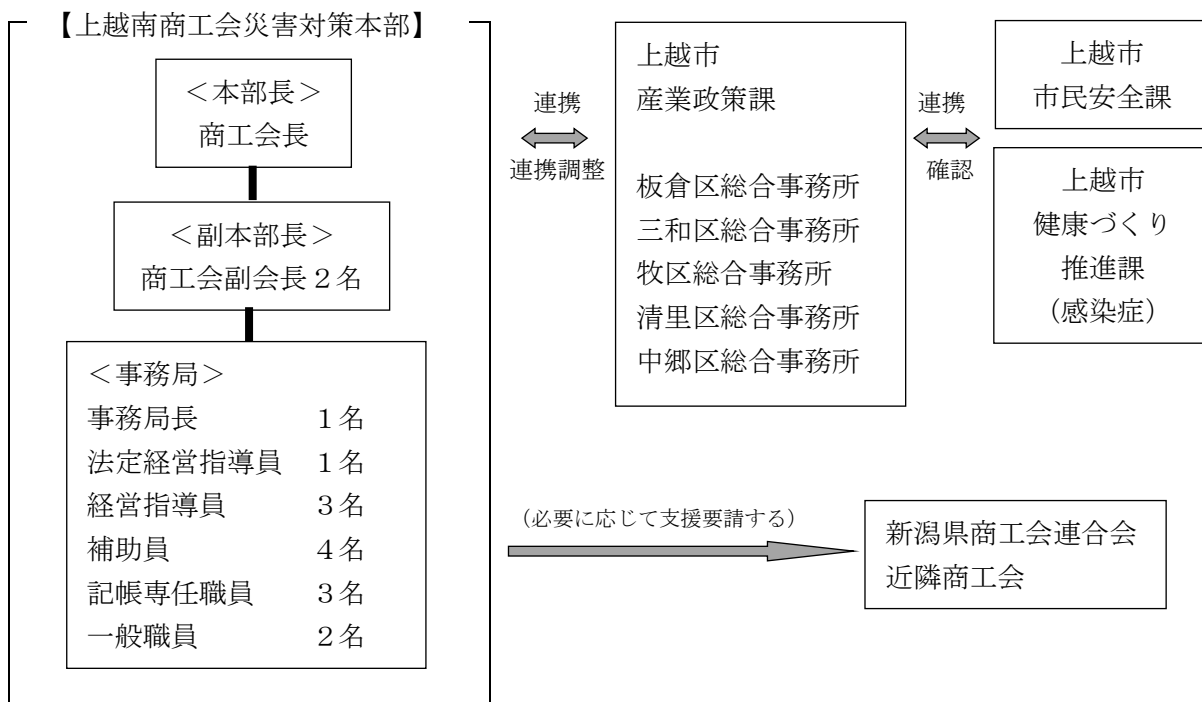 【上越南商工会災害対策本部】
＜本部長＞
商工会長
＜副本部長＞
商工会副会長２名
＜事務局＞
事務局長 １名
法定経営指導員 １名
経営指導員 ３名
補助員 ４名
記帳専任職員 ３名
一般職員 ２名
連携
連携調整
上越市
産業政策課
板倉区総合事務所
三和区総合事務所
牧区総合事務所
清里区総合事務所
中郷区総合事務所
連携
確認
上越市
市民安全課
上越市
健康づくり
推進課
(感染症)
（必要に応じて支援要請する）
新潟県商工会連合会
近隣商工会